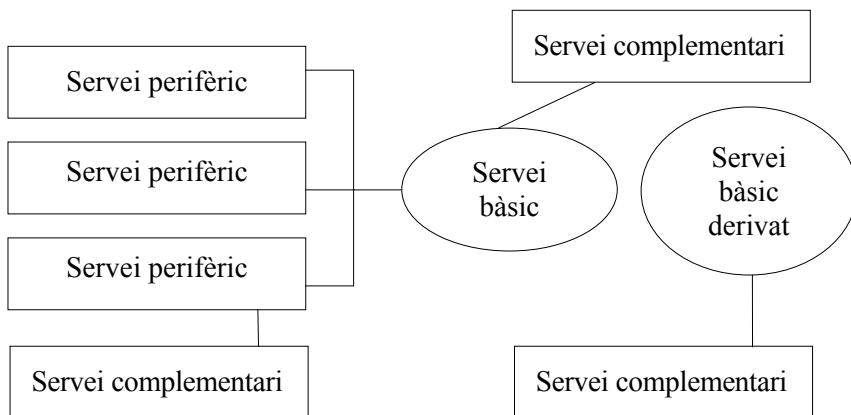 Servei complementari
Servei perifèric
Servei perifèric
Servei perifèric
Servei
bàsic
Servei
bàsic
derivat
Servei complementari
Servei complementari